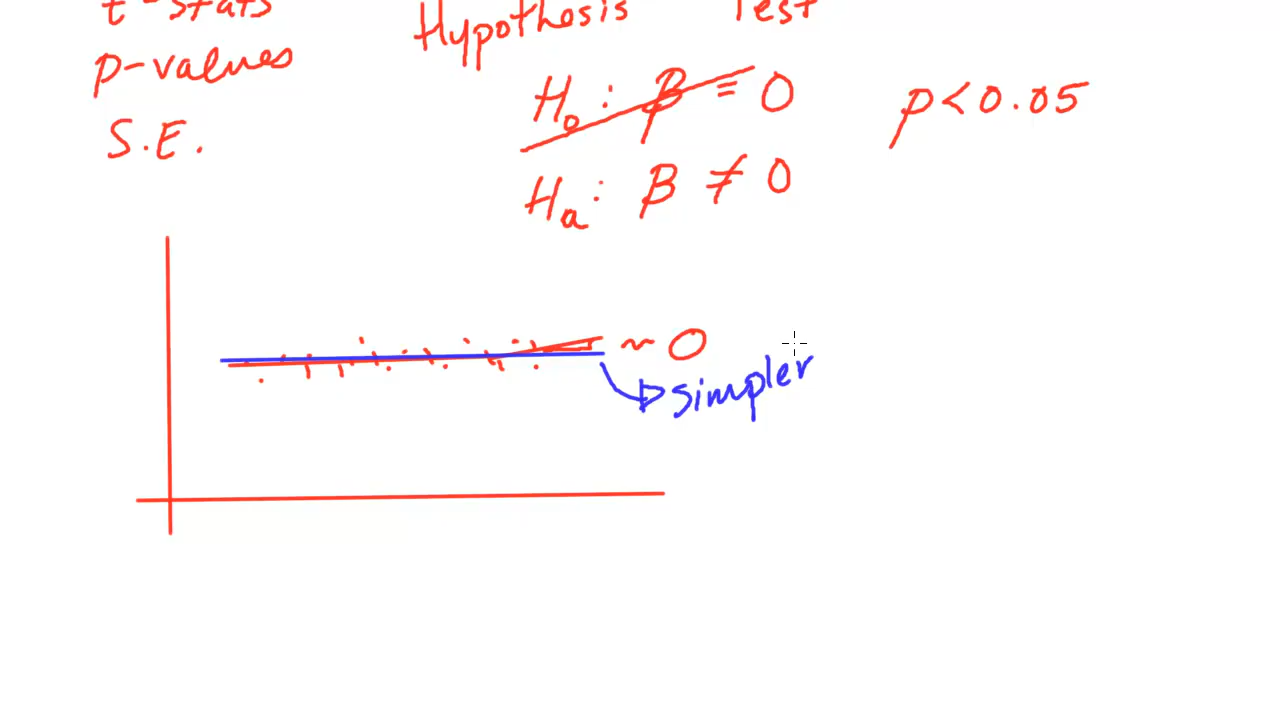 t-stats
Hypothesis Test
p-values
H₀: β = 0
p < 0.05
S.E.
Hₐ: β ≠ 0
~ 0
simpler